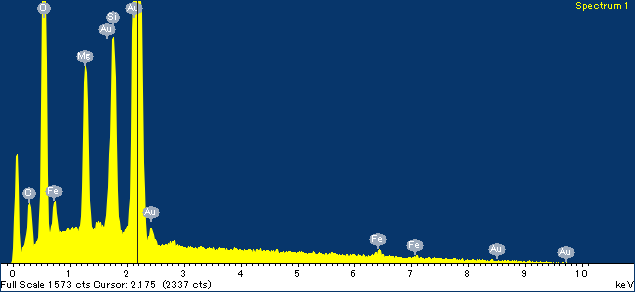 Spectrum 1
O
Au
Si
Au
Mg
Fe
Au
Fe
Fe
Au
Au
0 1 2 3 4 5 6 7 8 9 10
Full Scale 1573 cts Cursor: 2.175 (2337 cts) keV